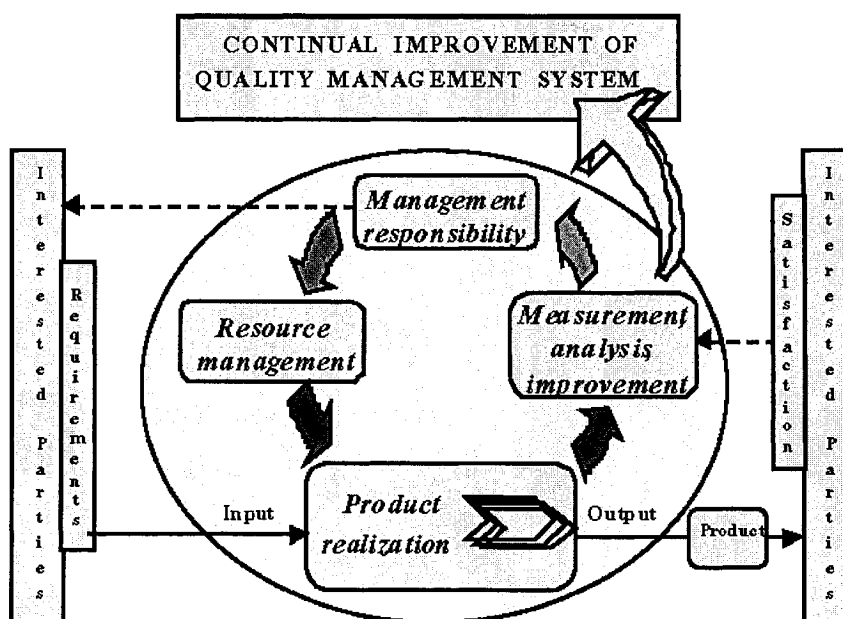 CONTINUAL IMPROVEMENT OF
QUALITY MANAGEMENT SYSTEM
Interested Parties
Requirements
Management
responsibility
Resource
management
Measurement
analysis
improvement
Product
realization
Input
Output
Product
Satisfaction
Interested Parties